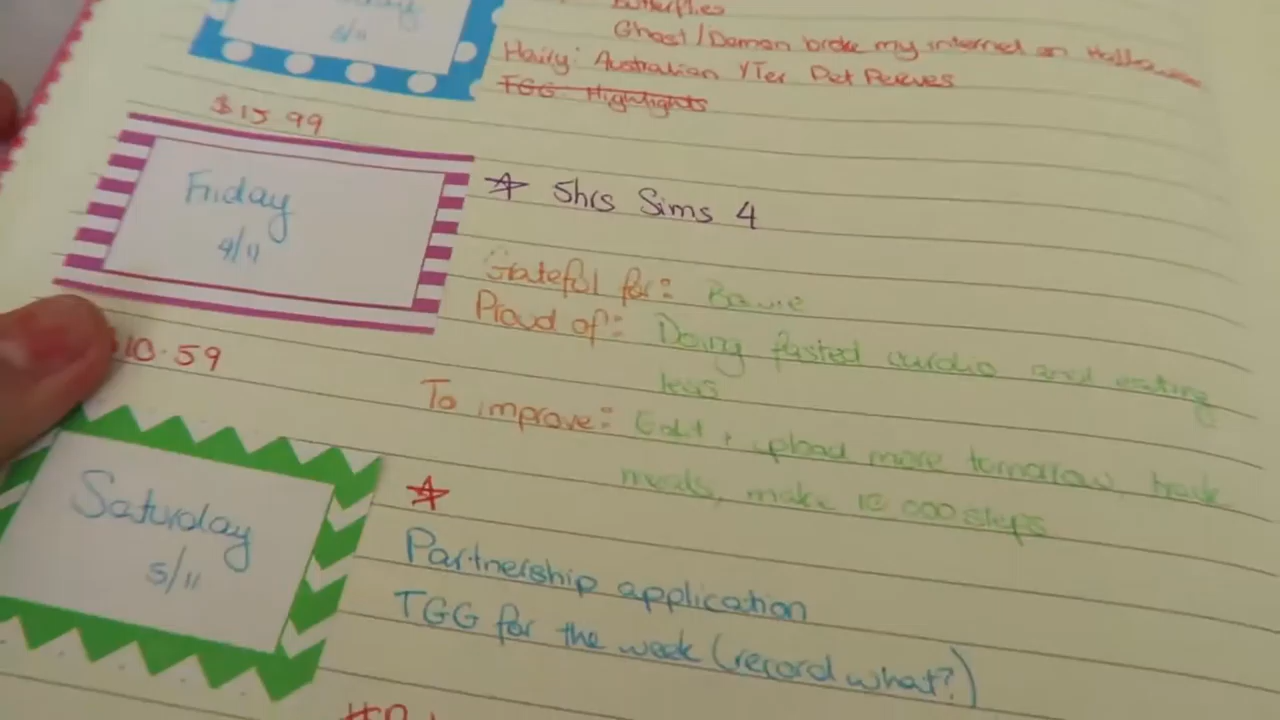 Butterflies
Ghost/Demon broke my internet on Halloween
Hairy: Australian YTer Pet Peeves
TGG Highlights
$15.99
Friday
4/11
☆ 5hrs Sims 4
Grateful for:
Proud of: Doing fasted cardio and eating
less
10.59
To improve: Edit + upload more tomorrow, track
meals, make 10 000 steps
Saturday
5/11
☆
Partnership application
TGG for the week (record what?)